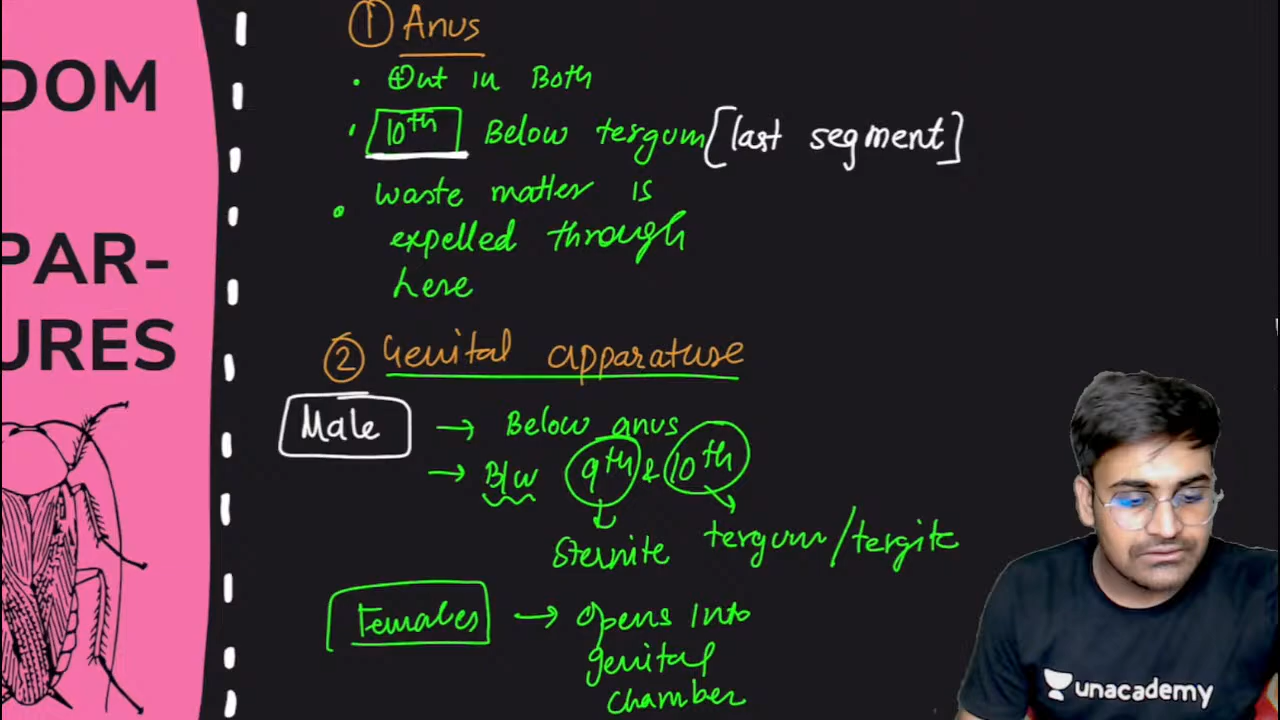 DOM
PAR-
URES
① Anus
• Out in Both
• 10th Below tergum [last segment]
• waste matter is
expelled through
here
② Genital apparature
Male → Below anus
→ B/w 9th & 10th
Sternite tergum/tergite
Females → opens into
genital
chamber
unacademy